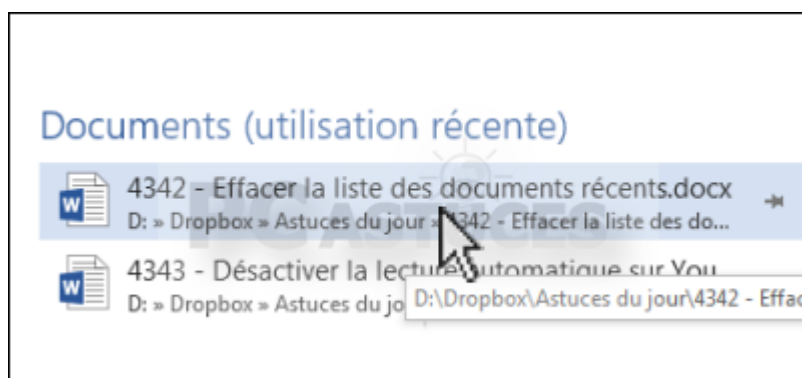 Documents (utilisation récente)
4342 - Effacer la liste des documents récents.docx
D: » Dropbox » Astuces du jour » 4342 - Effacer la liste des do...
4343 - Désactiver la lecture automatique sur You
D: » Dropbox » Astuces du jo
D:\Dropbox\Astuces du jour\4342 - Effac
W
W
PC ASTUCES